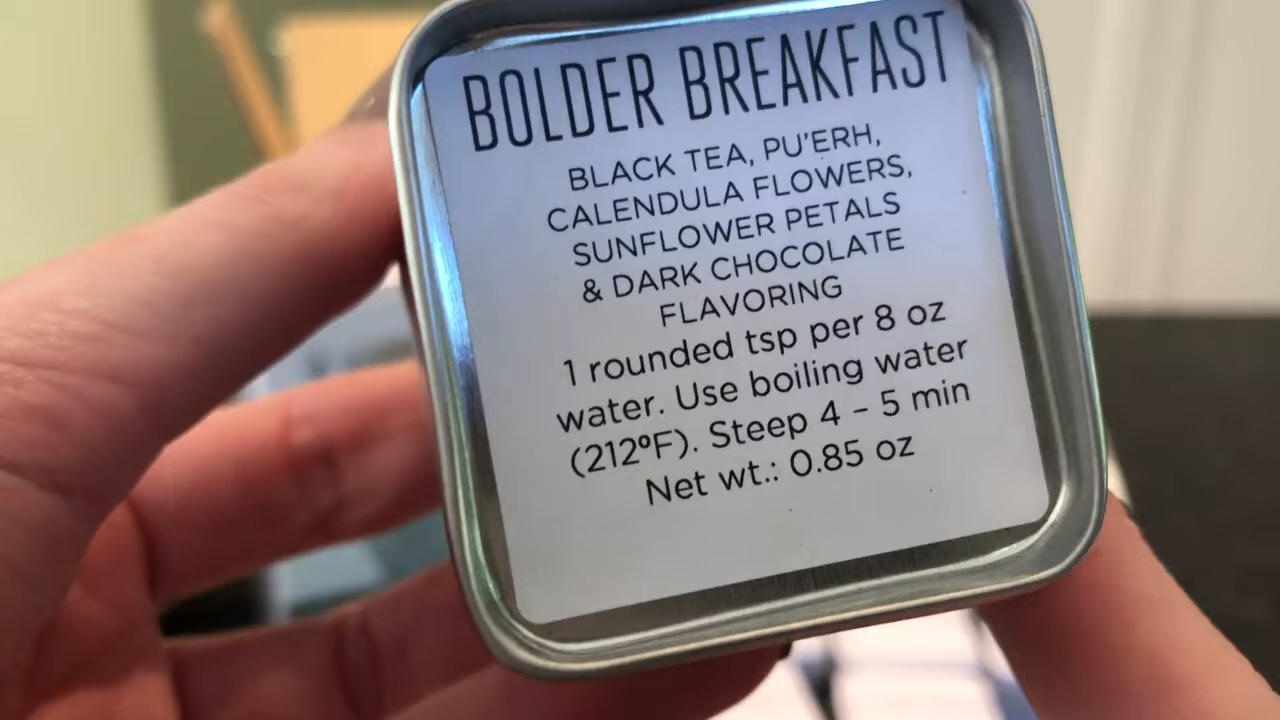 BOLDER BREAKFAST
BLACK TEA, PU'ERH,
CALENDULA FLOWERS,
SUNFLOWER PETALS
& DARK CHOCOLATE
FLAVORING
1 rounded tsp per 8 oz
water. Use boiling water
(212ºF). Steep 4 - 5 min
Net wt.: 0.85 oz